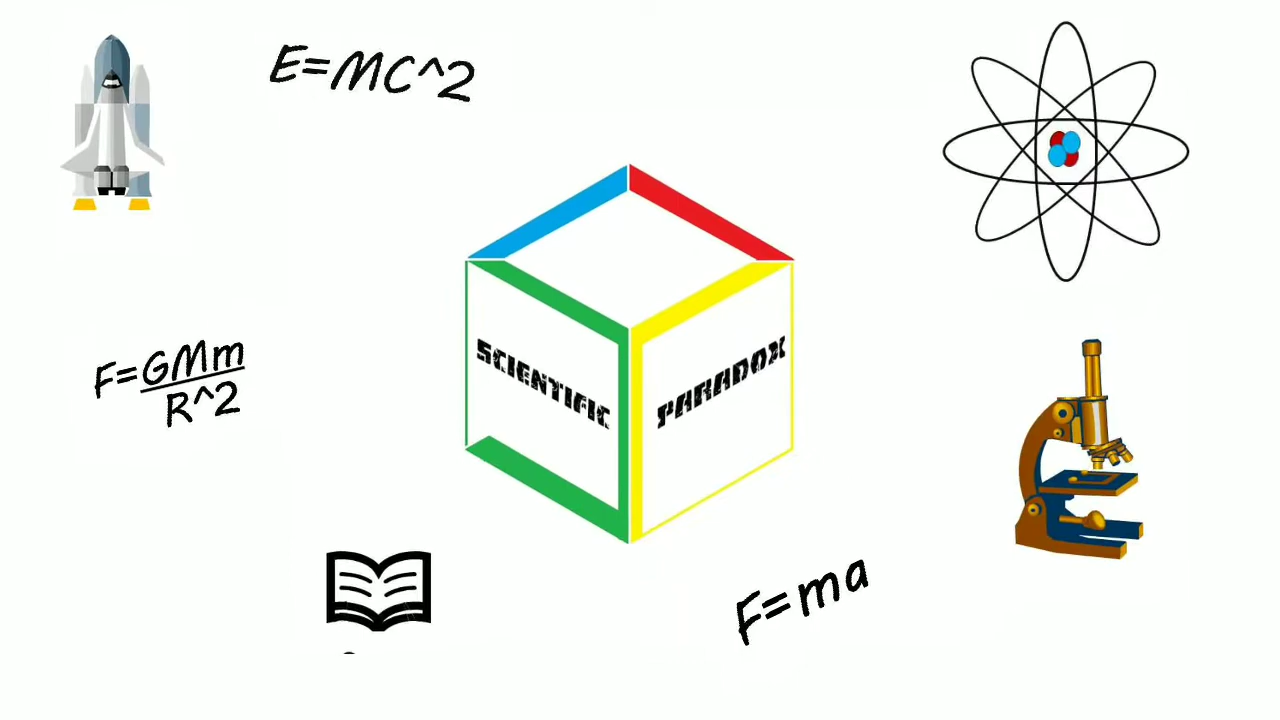 E=MC^2
F=GMm
R^2
SCIENTIFIC
PARADOX
F=ma